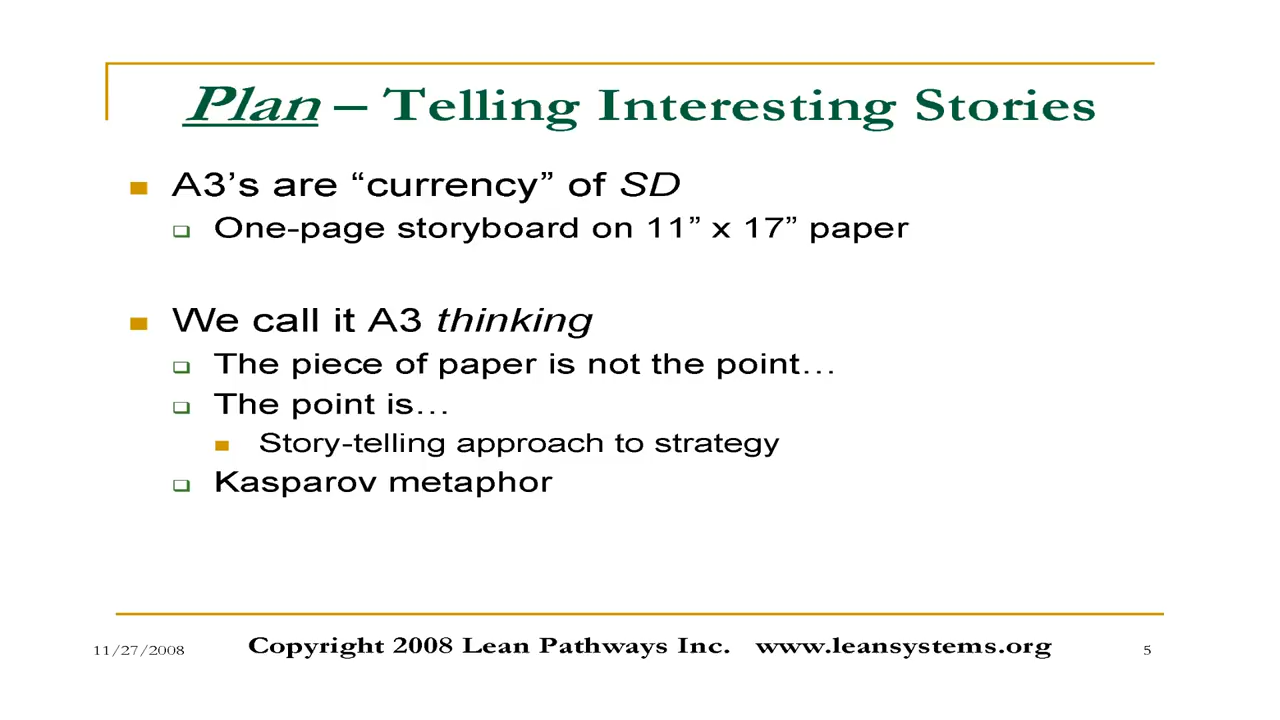 Plan – Telling Interesting Stories
A3’s are “currency” of SD
One-page storyboard on 11” x 17” paper
We call it A3 thinking
The piece of paper is not the point…
The point is…
Story-telling approach to strategy
Kasparov metaphor
11/27/2008 Copyright 2008 Lean Pathways Inc. www.leansystems.org 5